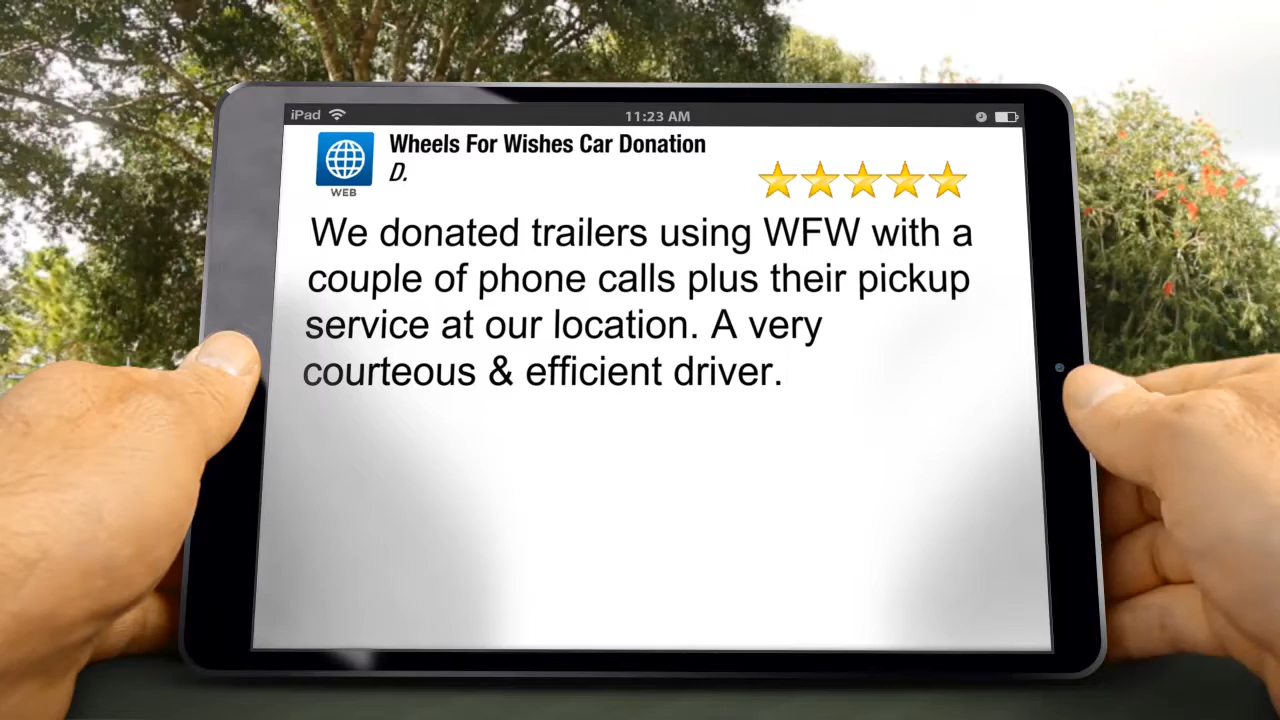 iPad 11:23 AM
Wheels For Wishes Car Donation
D.
WEB
We donated trailers using WFW with a
couple of phone calls plus their pickup
service at our location. A very
courteous & efficient driver.